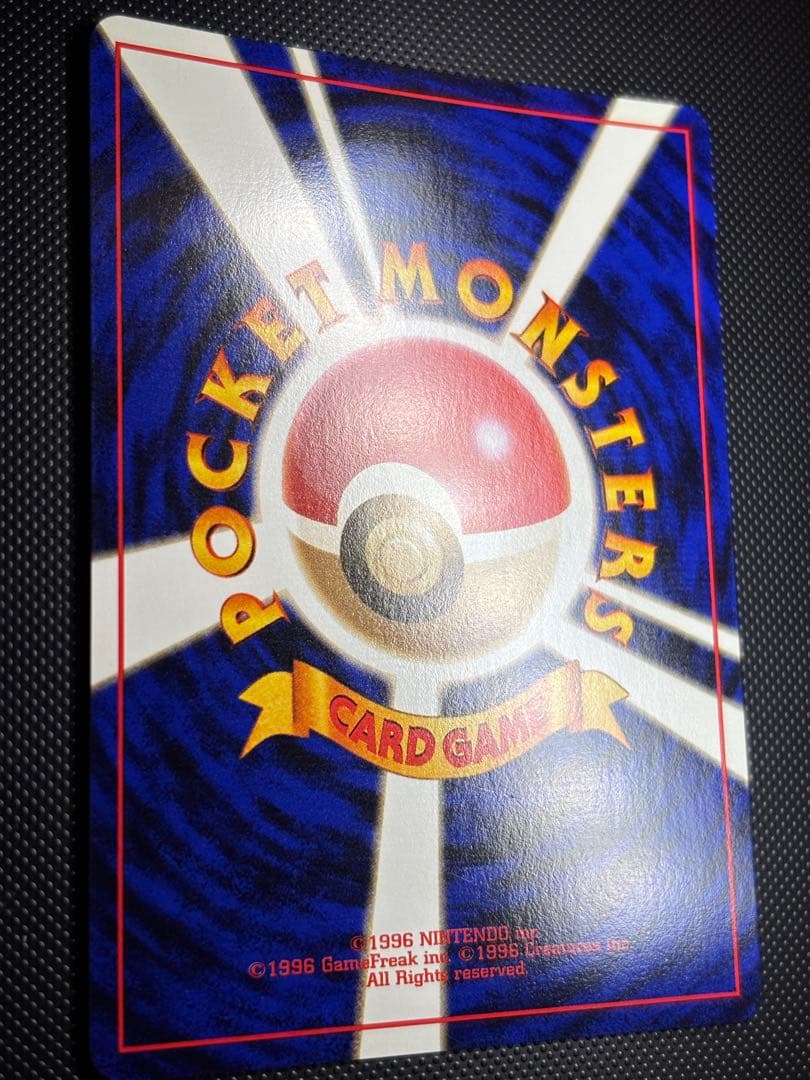 POCKET MONSTERS
CARD GAME
©1996 NINTENDO inc.
©1996 GameFreak inc. ©1996 Creatures inc.
All Rights reserved.